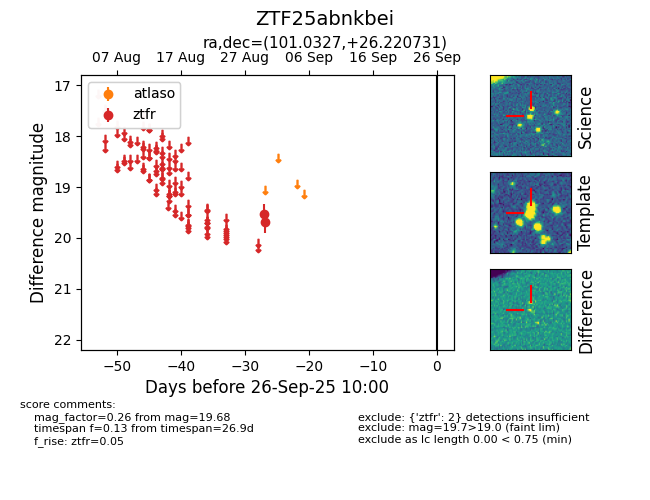 ZTF25abnkbei
ra,dec=(101.0327,+26.220731)
07 Aug 17 Aug 27 Aug 06 Sep 16 Sep 26 Sep
atlaso
ztfr
17
18
19
20
21
22
Difference magnitude
−50 −40 −30 −20 −10 0
Days before 26-Sep-25 10:00
Science
Template
Difference
score comments:
mag_factor=0.26 from mag=19.68
timespan f=0.13 from timespan=26.9d
f_rise: ztfr=0.05
exclude: {'ztfr': 2} detections insufficient
exclude: mag=19.7>19.0 (faint lim)
exclude as lc length 0.00 < 0.75 (min)